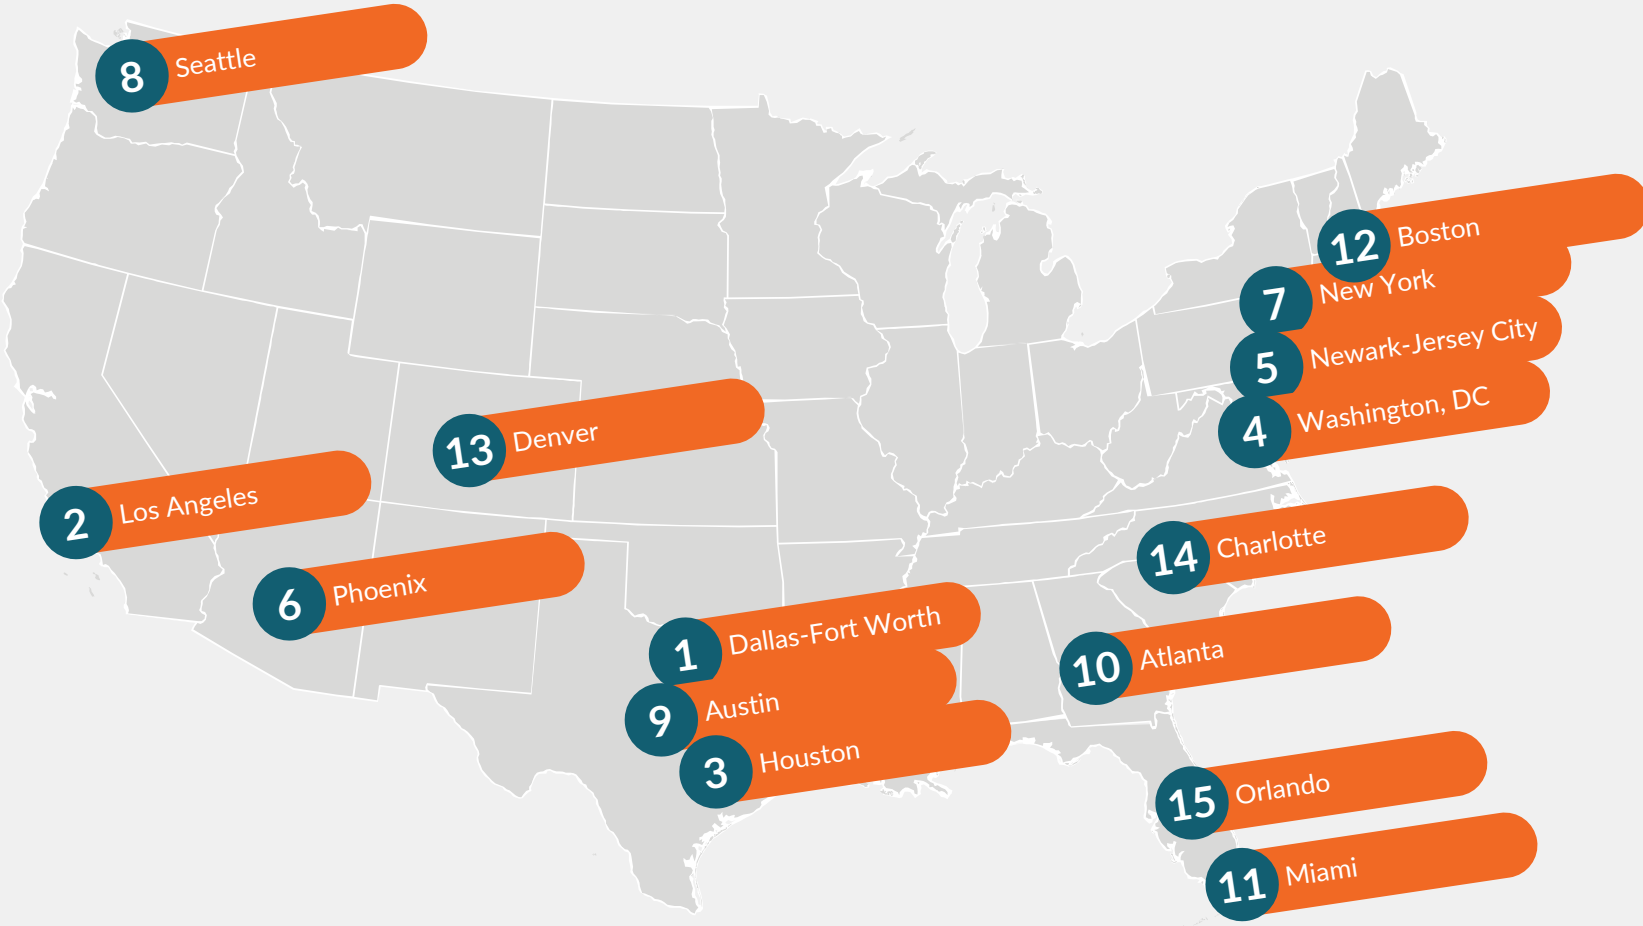 8 Seattle
12 Boston
7 New York
5 Newark-Jersey City
4 Washington, DC
13 Denver
2 Los Angeles
14 Charlotte
6 Phoenix
1 Dallas-Fort Worth
10 Atlanta
9 Austin
3 Houston
15 Orlando
11 Miami